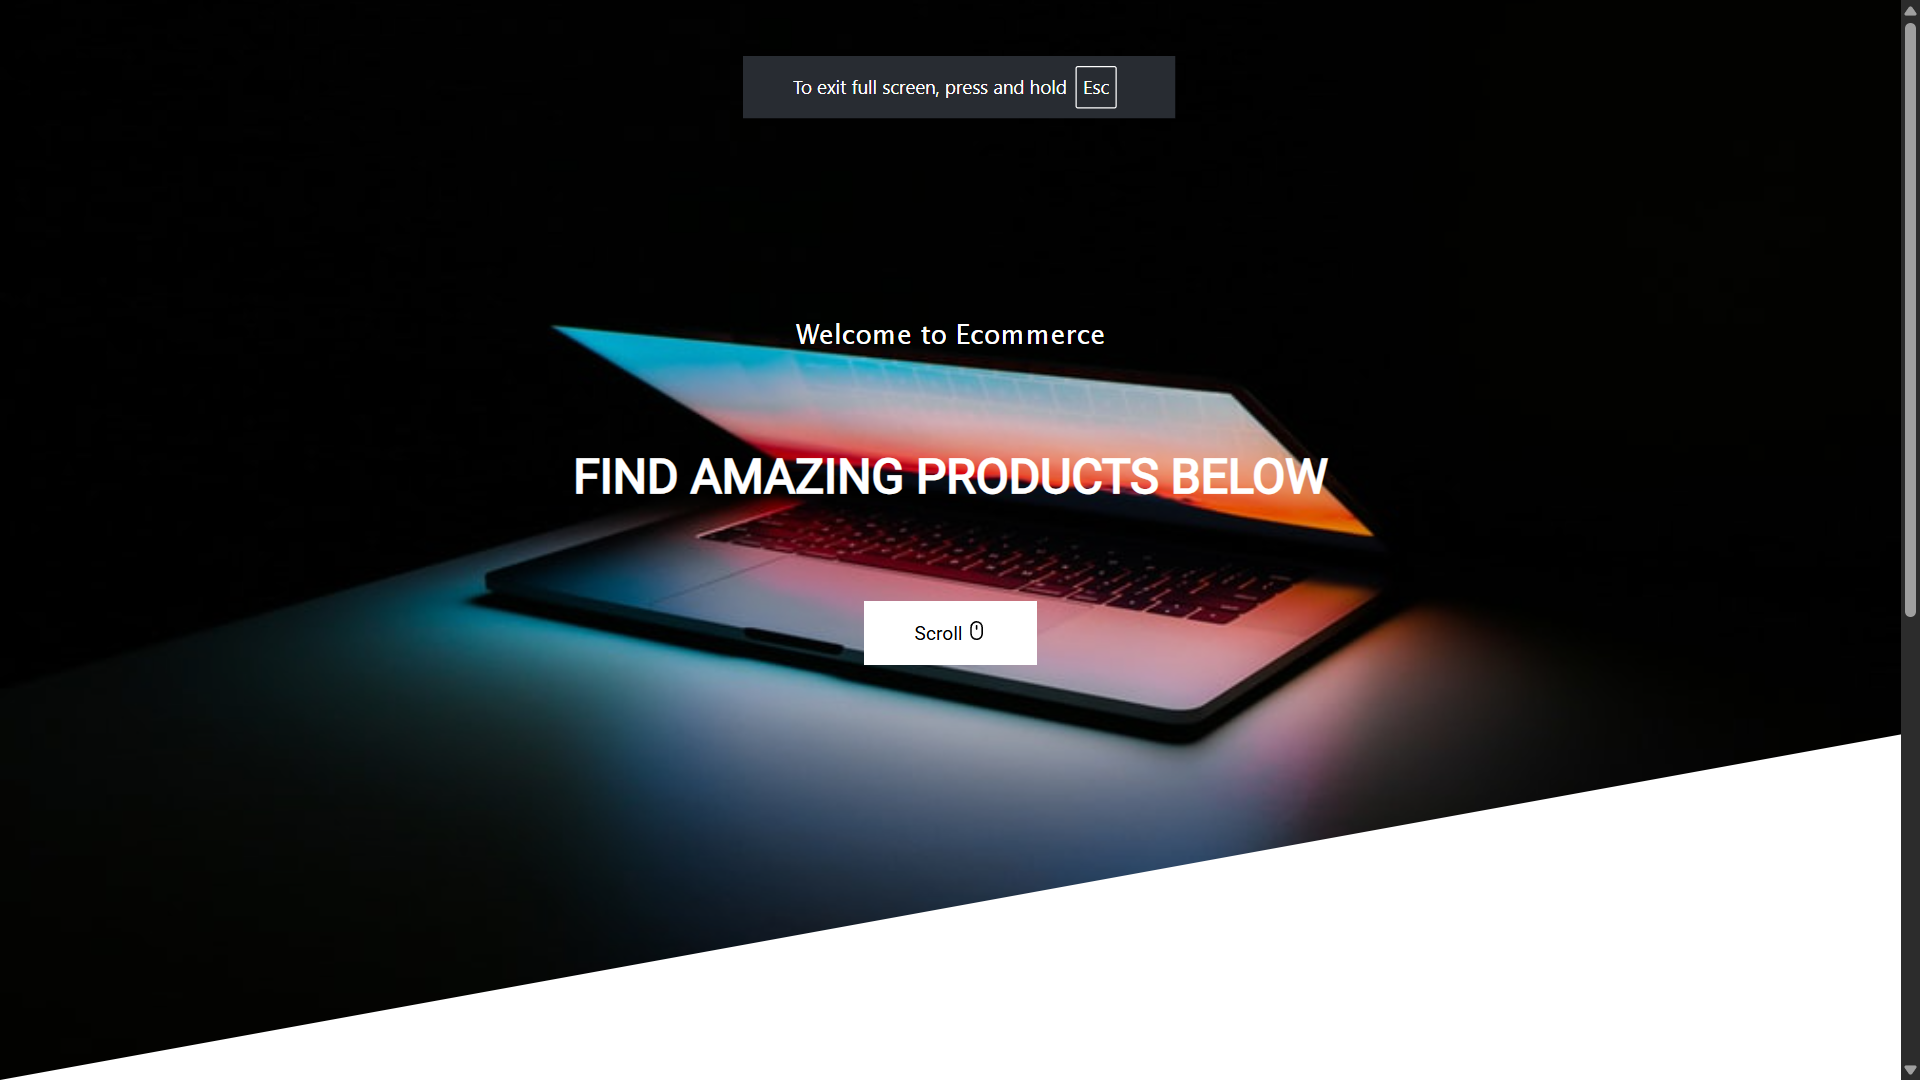 To exit full screen, press and hold Esc
Welcome to Ecommerce
FIND AMAZING PRODUCTS BELOW
Scroll